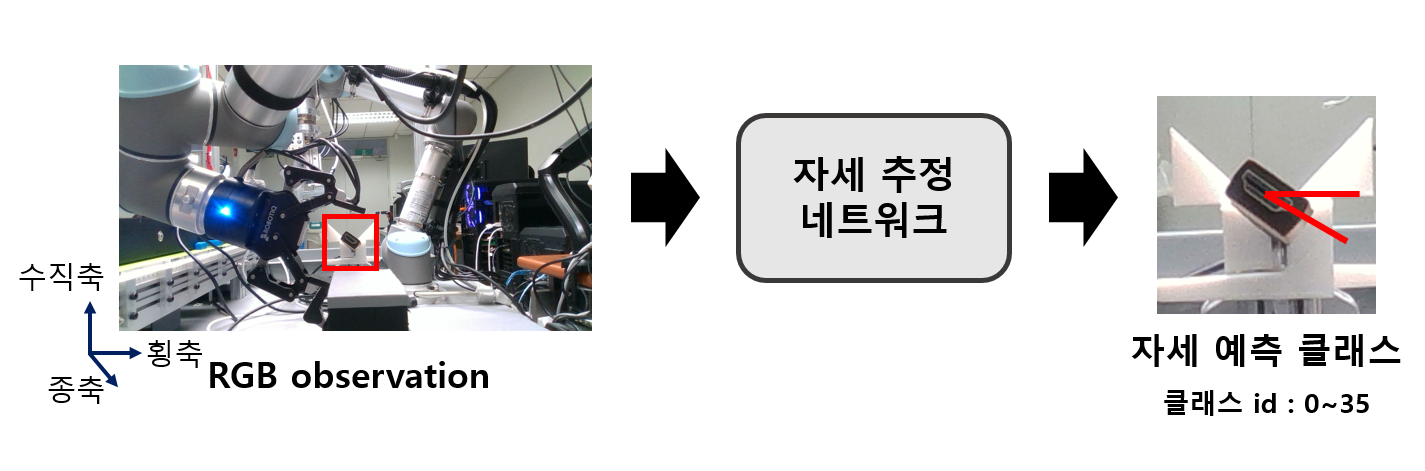 수직축
횡축
종축
RGB observation
ROBOTIQ
자세 추정
네트워크
자세 예측 클래스
클래스 id : 0~35